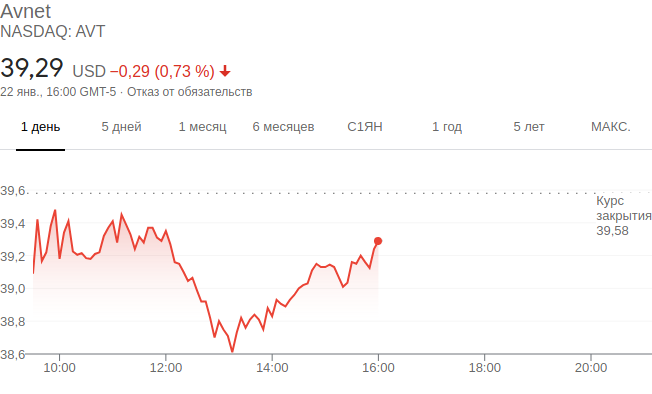 Avnet
NASDAQ: AVT
39,29 USD −0,29 (0,73 %)
22 янв., 16:00 GMT-5 · Отказ от обязательств
1 день 5 дней 1 месяц 6 месяцев С1ЯН 1 год 5 лет МАКС.
39,6
Курс
закрытия
39,58
39,4
39,2
39,0
38,8
38,6
10:00 12:00 14:00 16:00 18:00 20:00